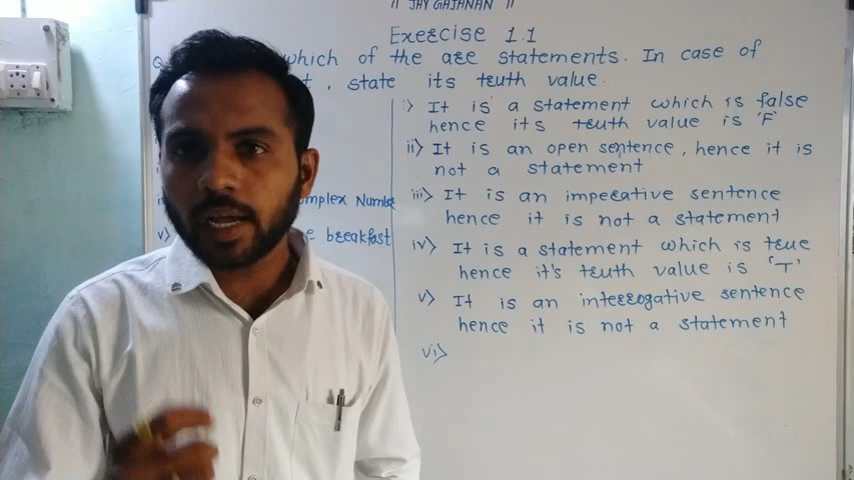 ॥ JAY GAJANAN ॥
Exercise 1.1
Q which of the are statements. In case of
t, state its truth value.
i) It is a statement which is false
hence its truth value is 'F'
ii) It is an open sentence, hence it is
not a statement
iii) It is an imperative sentence
hence it is not a statement
iv) It is a statement which is true
hence it's truth value is 'T'
v) It is an interrogative sentence
hence it is not a statement
vi)
omplex Numbe
v) breakfast